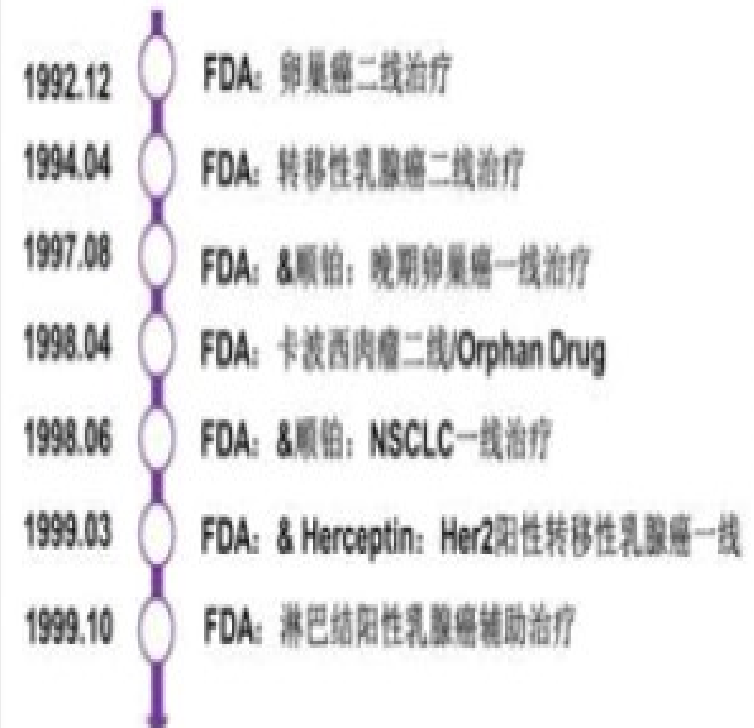 1992.12 FDA：卵巢癌二线治疗
1994.04 FDA：转移性乳腺癌二线治疗
1997.08 FDA：&顺铂：晚期卵巢癌一线治疗
1998.04 FDA：卡波西肉瘤二线/Orphan Drug
1998.06 FDA：&顺铂：NSCLC一线治疗
1999.03 FDA：& Herceptin：Her2阳性转移性乳腺癌一线
1999.10 FDA：淋巴结阳性乳腺癌辅助治疗